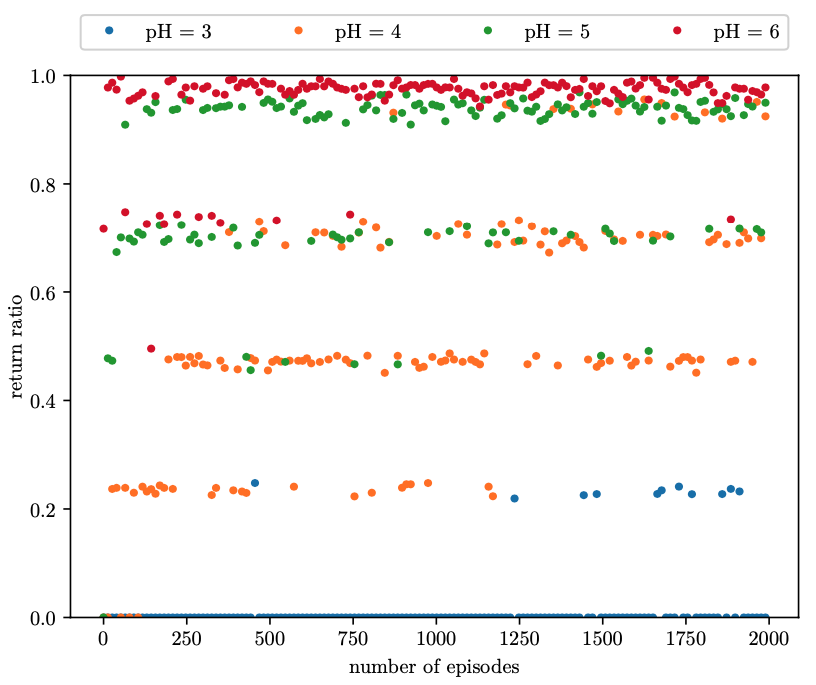 pH = 3 pH = 4 pH = 5 pH = 6
1.0
0.8
0.6
0.4
0.2
0.0
return ratio
0 250 500 750 1000 1250 1500 1750 2000
number of episodes